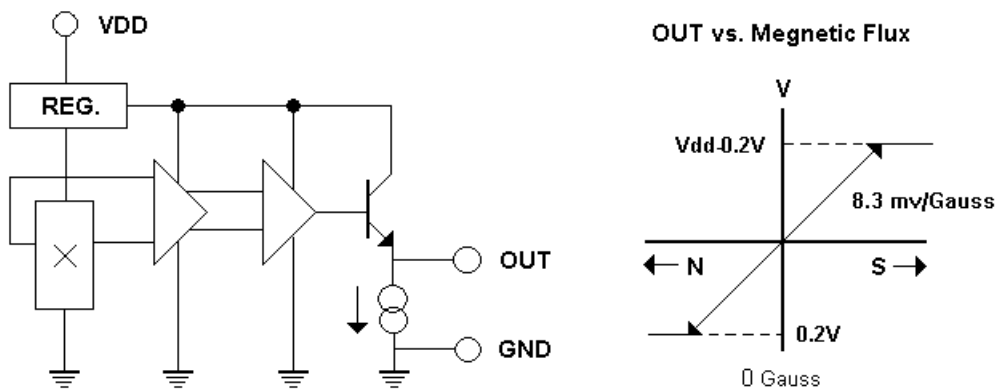 VDD
REG.
OUT
GND
OUT vs. Megnetic Flux
V
Vdd-0.2V
8.3 mv/Gauss
N
S
0.2V
0 Gauss